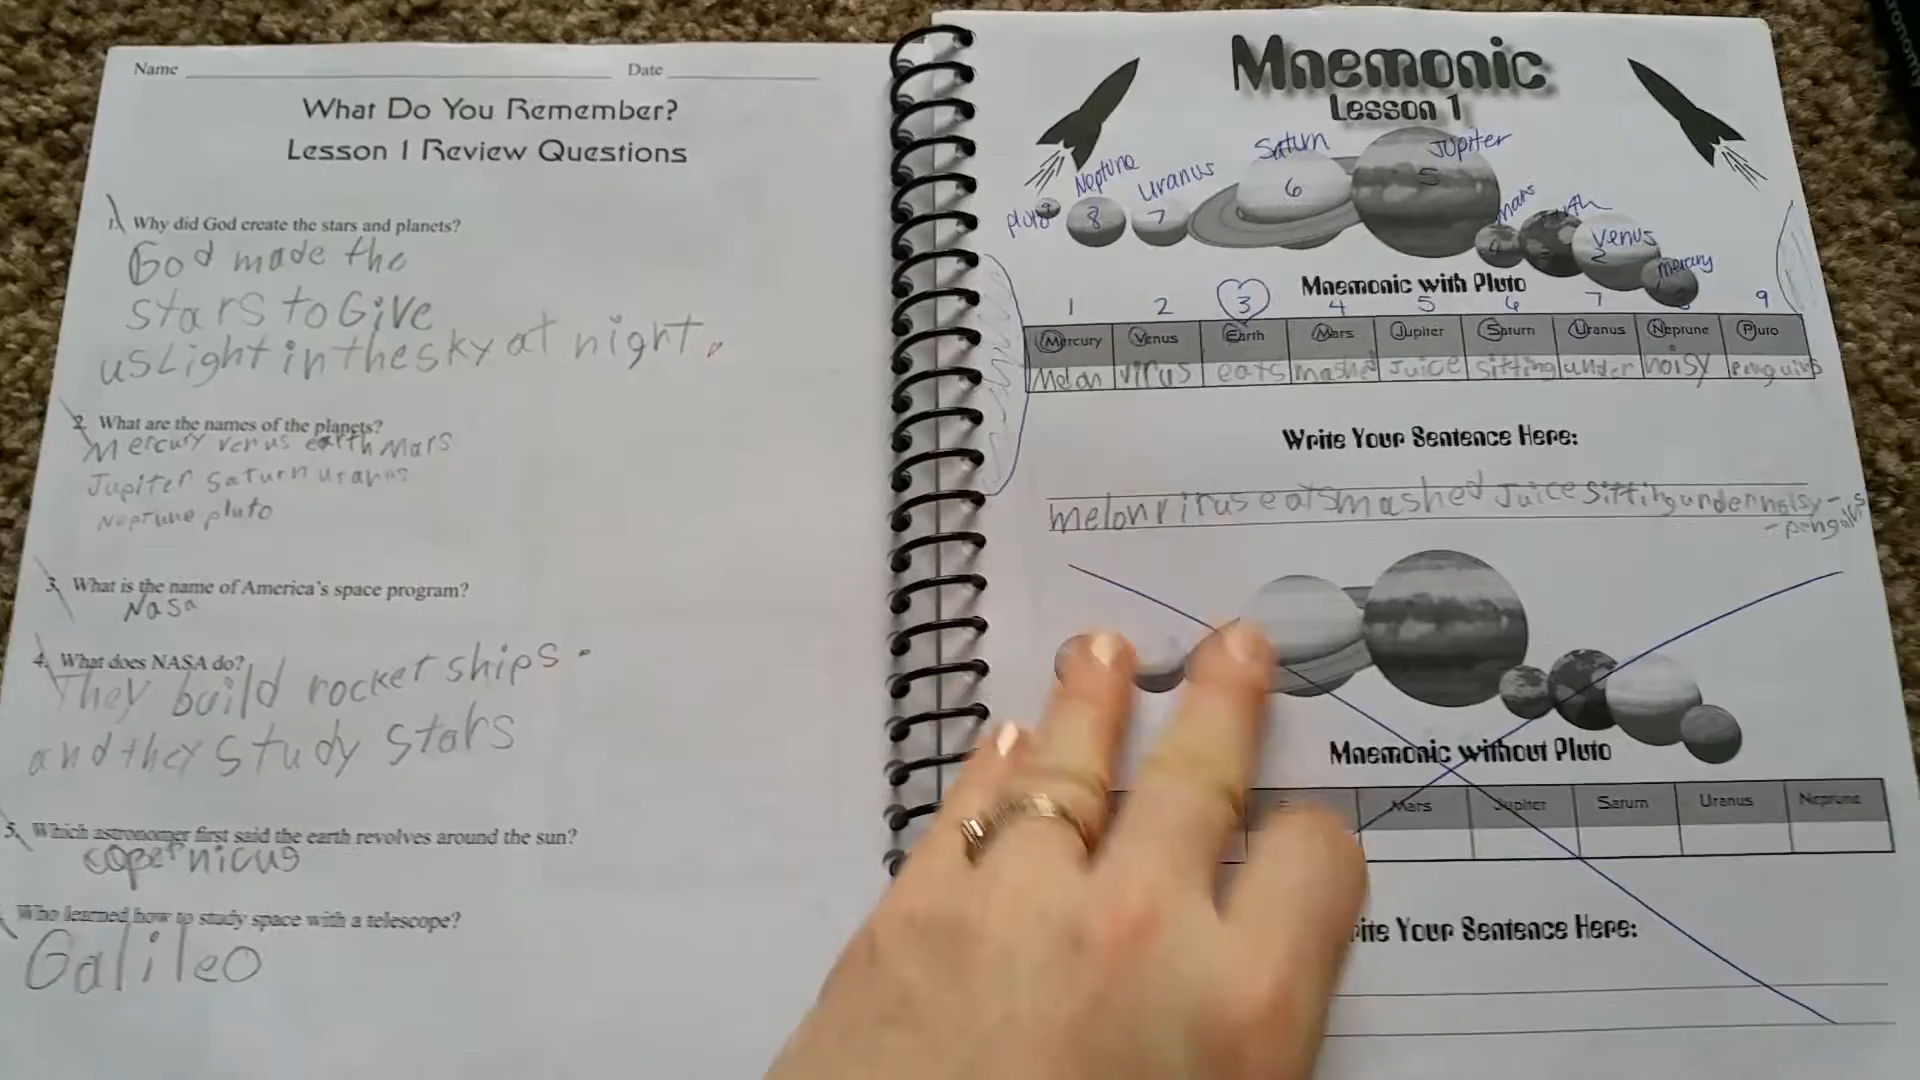 Name Date
What Do You Remember?
Lesson 1 Review Questions
1. Why did God create the stars and planets?
God made the
stars to Give
us Light in the sky at night.
2. What are the names of the planets?
Mercury venus earth Mars
Jupiter Saturn uranus
Neptune pluto
3. What is the name of America's space program?
Nasa
4. What does NASA do?
They build rocket ships.
and they study stars
5. Which astronomer first said the earth revolves around the sun?
copernicus
Who learned how to study space with a telescope?
Galileo
Mnemonic
Lesson 1
pluto 9 Neptune 8 Uranus 7 Saturn 6 Jupiter 5 mars 4 Venus 2 mercury
Mnemonic with Pluto
1 2 3 4 5 6 7 8 9
Mercury Venus Earth Mars Jupiter Saturn Uranus Neptune Pluto
Melon virus eats mashed Juice sitting under noisy penguins
Write Your Sentence Here:
melon virus eats mashed Juice sitting under noisy -
Mnemonic without Pluto
Mars Jupiter Saturn Uranus Neptune
Your Sentence Here: